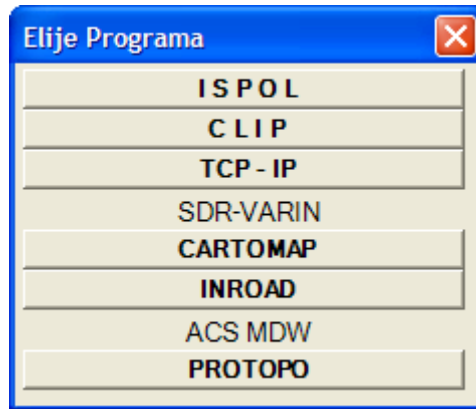 Elije Programa
I S P O L
C L I P
TCP - IP
SDR-VARIN
CARTOMAP
INROAD
ACS MDW
PROTOPO